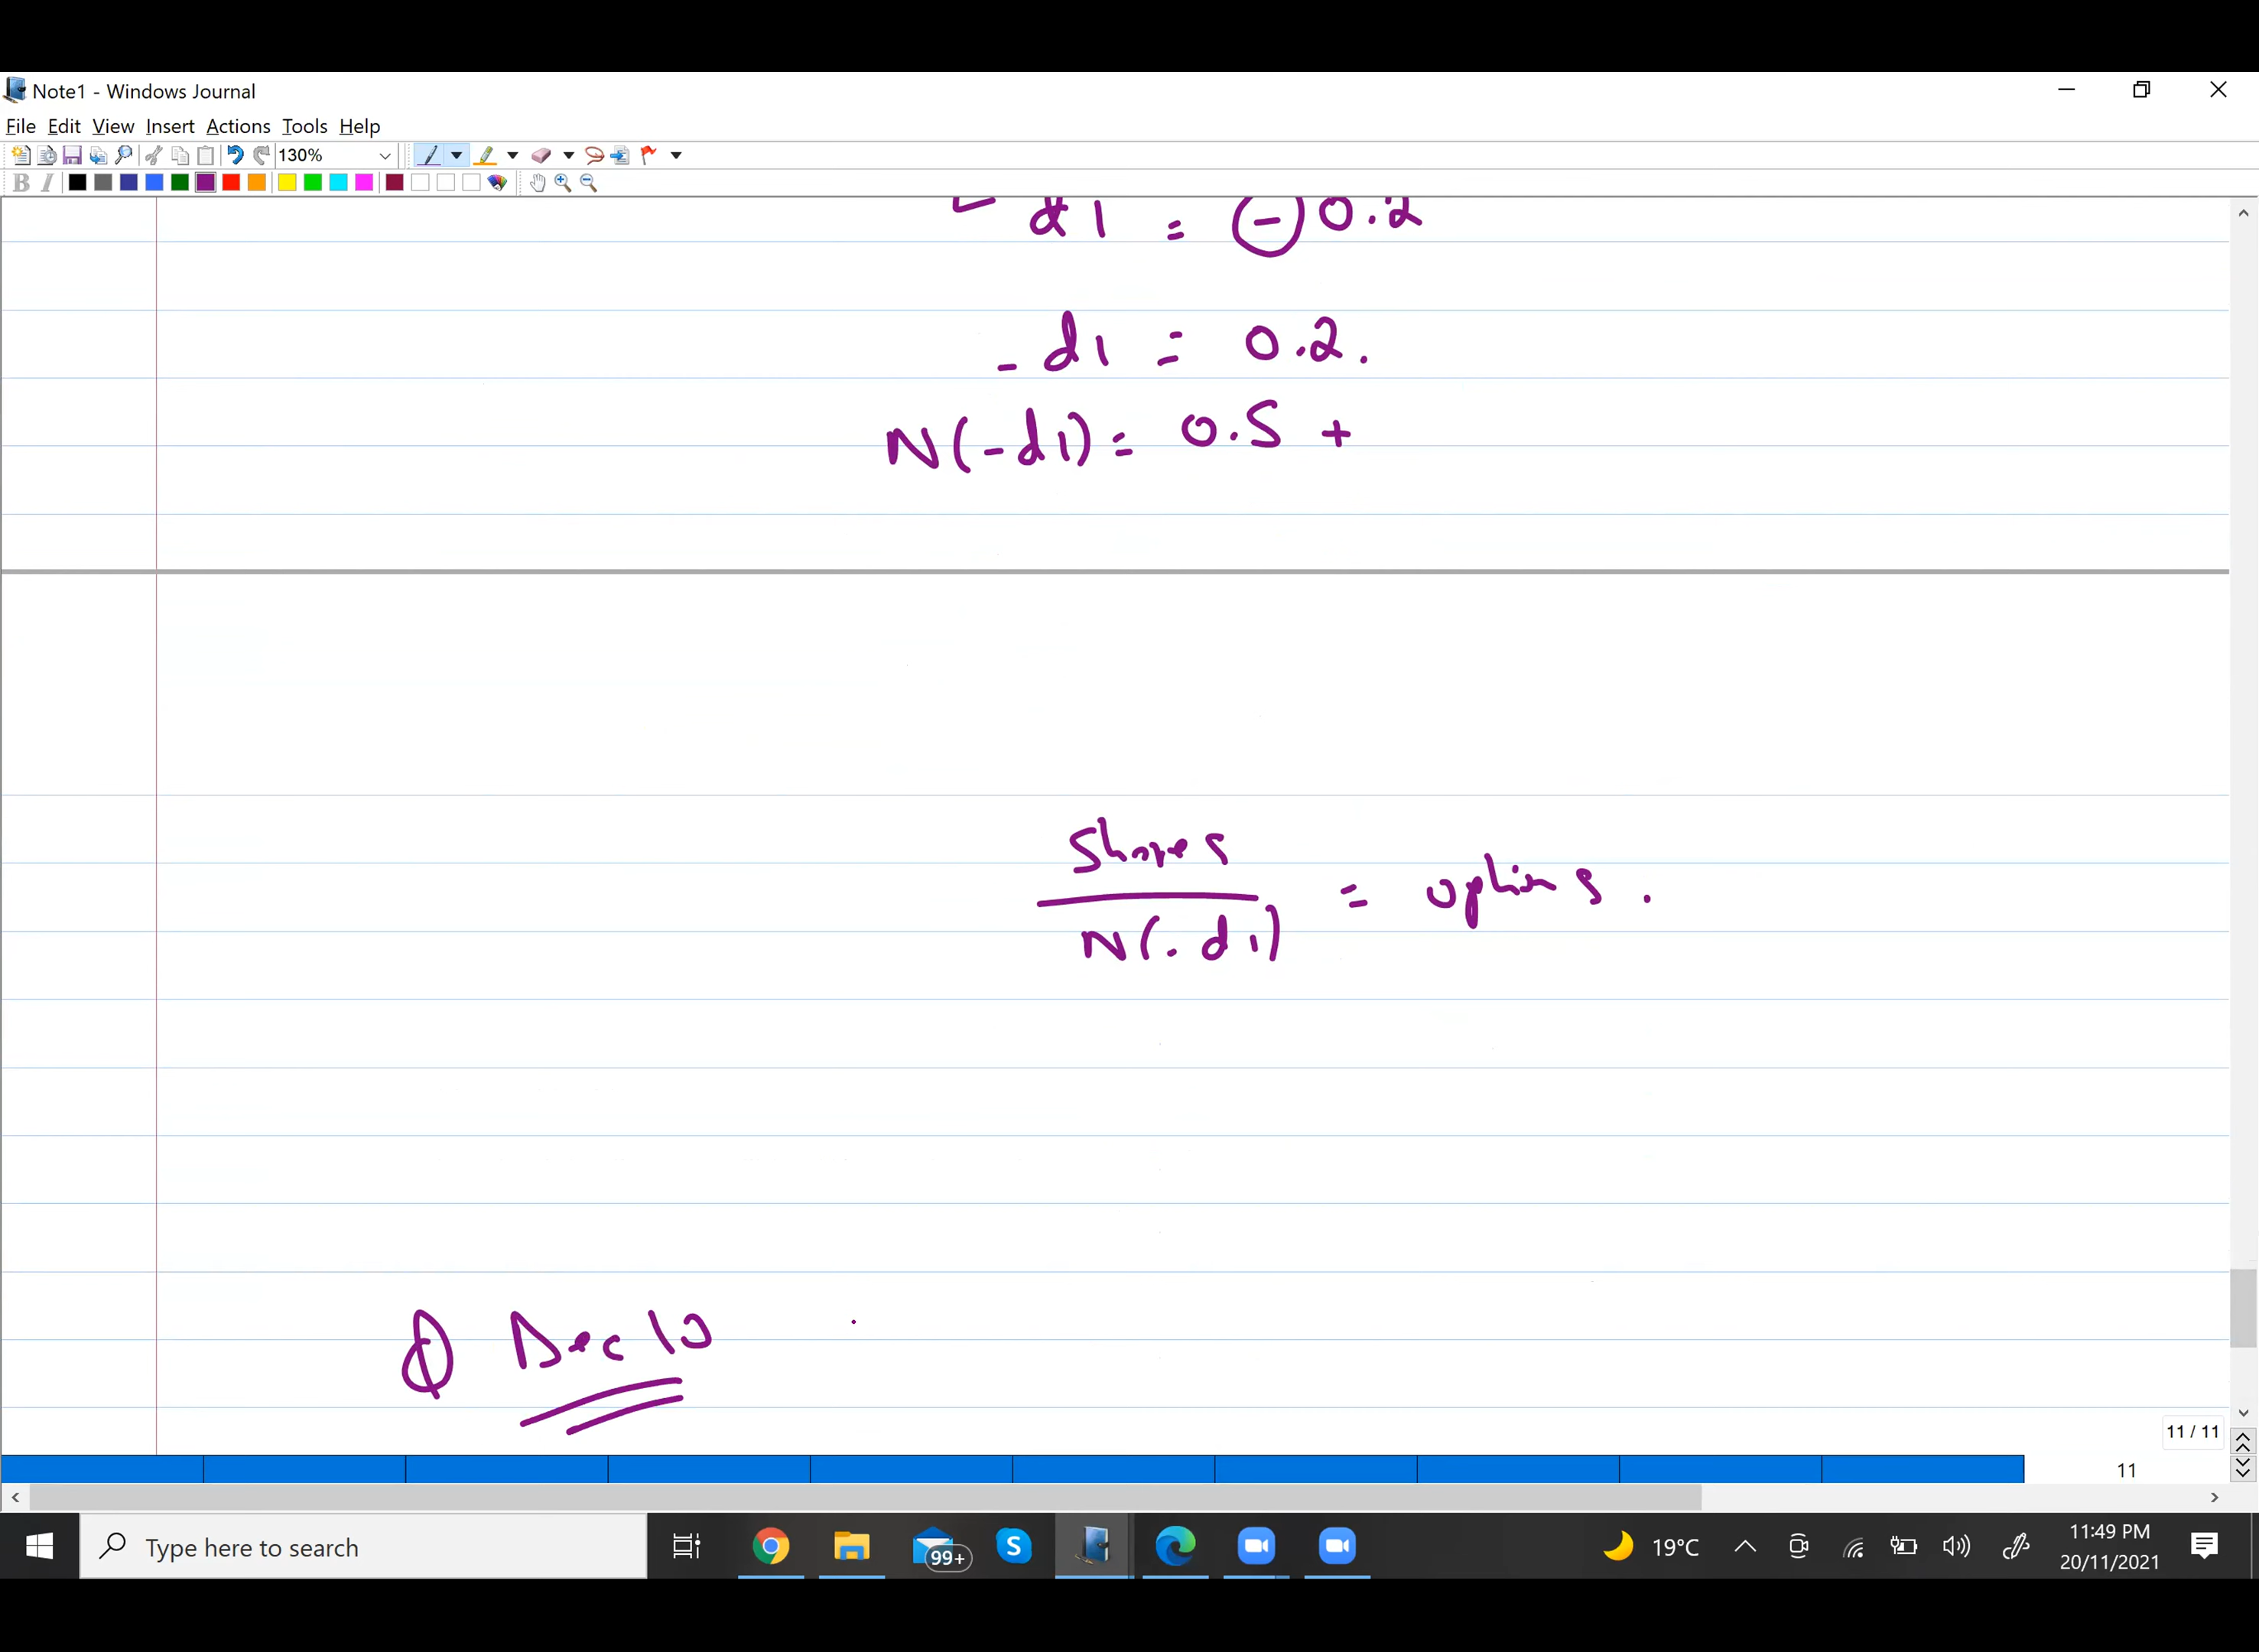 Note1 - Windows Journal
File Edit View Insert Actions Tools Help
130%
B I
d1 = - 0.2
- d1 = 0.2.
N(-d1) = 0.5 +
Shares
N(-d1)
= options.
Q Dec 10
11 / 11
11
Type here to search
99+
S
19°C
11:49 PM
20/11/2021